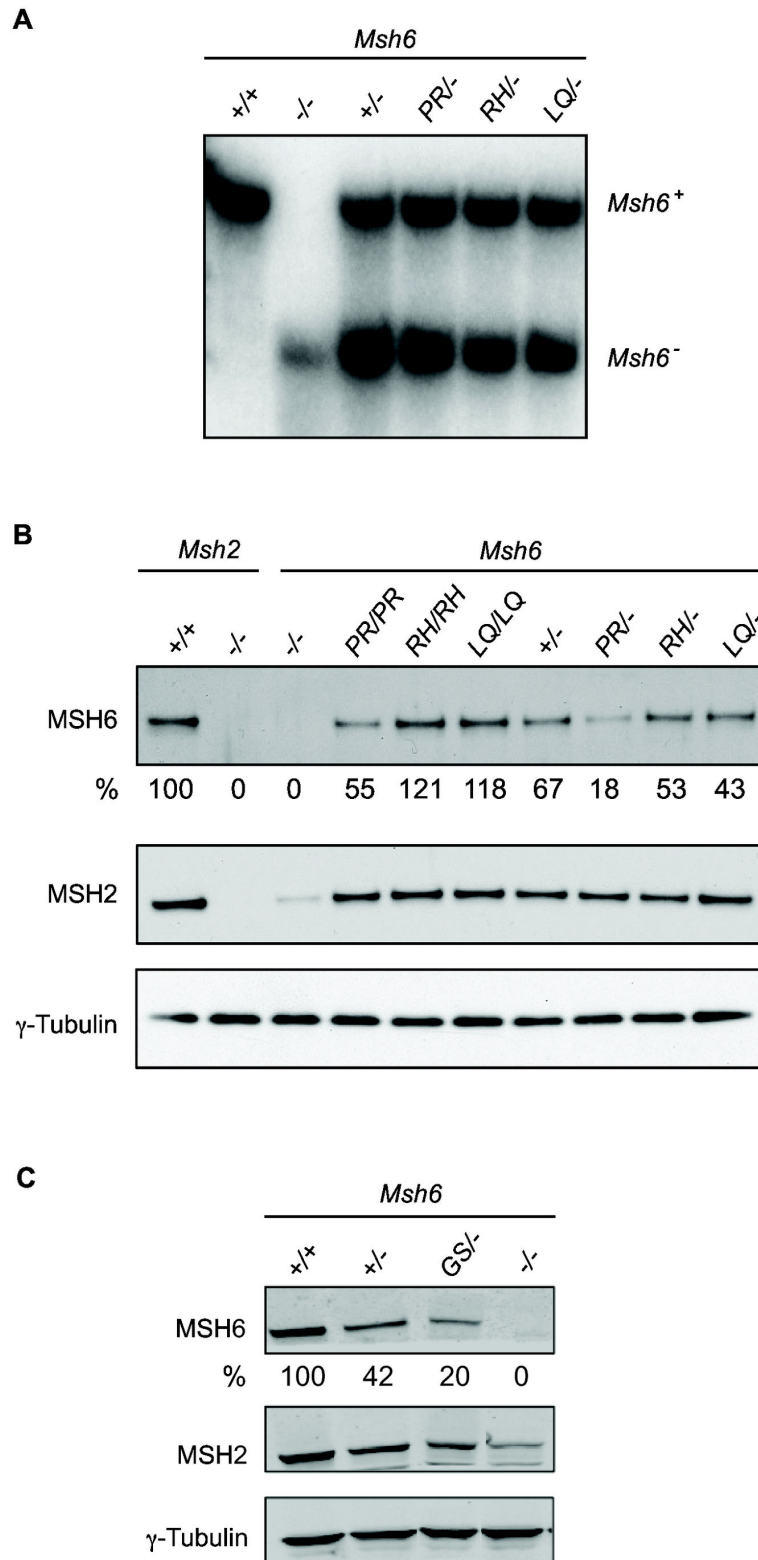 A
Msh6
+/+ -/- +/- PR/- RH/- LQ/-
Msh6+
Msh6-
B
Msh2 Msh6
+/+ -/- -/- PR/PR RH/RH LQ/LQ +/- PR/- RH/- LQ/-
MSH6
% 100 0 0 55 121 118 67 18 53 43
MSH2
γ-Tubulin
C
Msh6
+/+ +/- GS/- -/-
MSH6
% 100 42 20 0
MSH2
γ-Tubulin